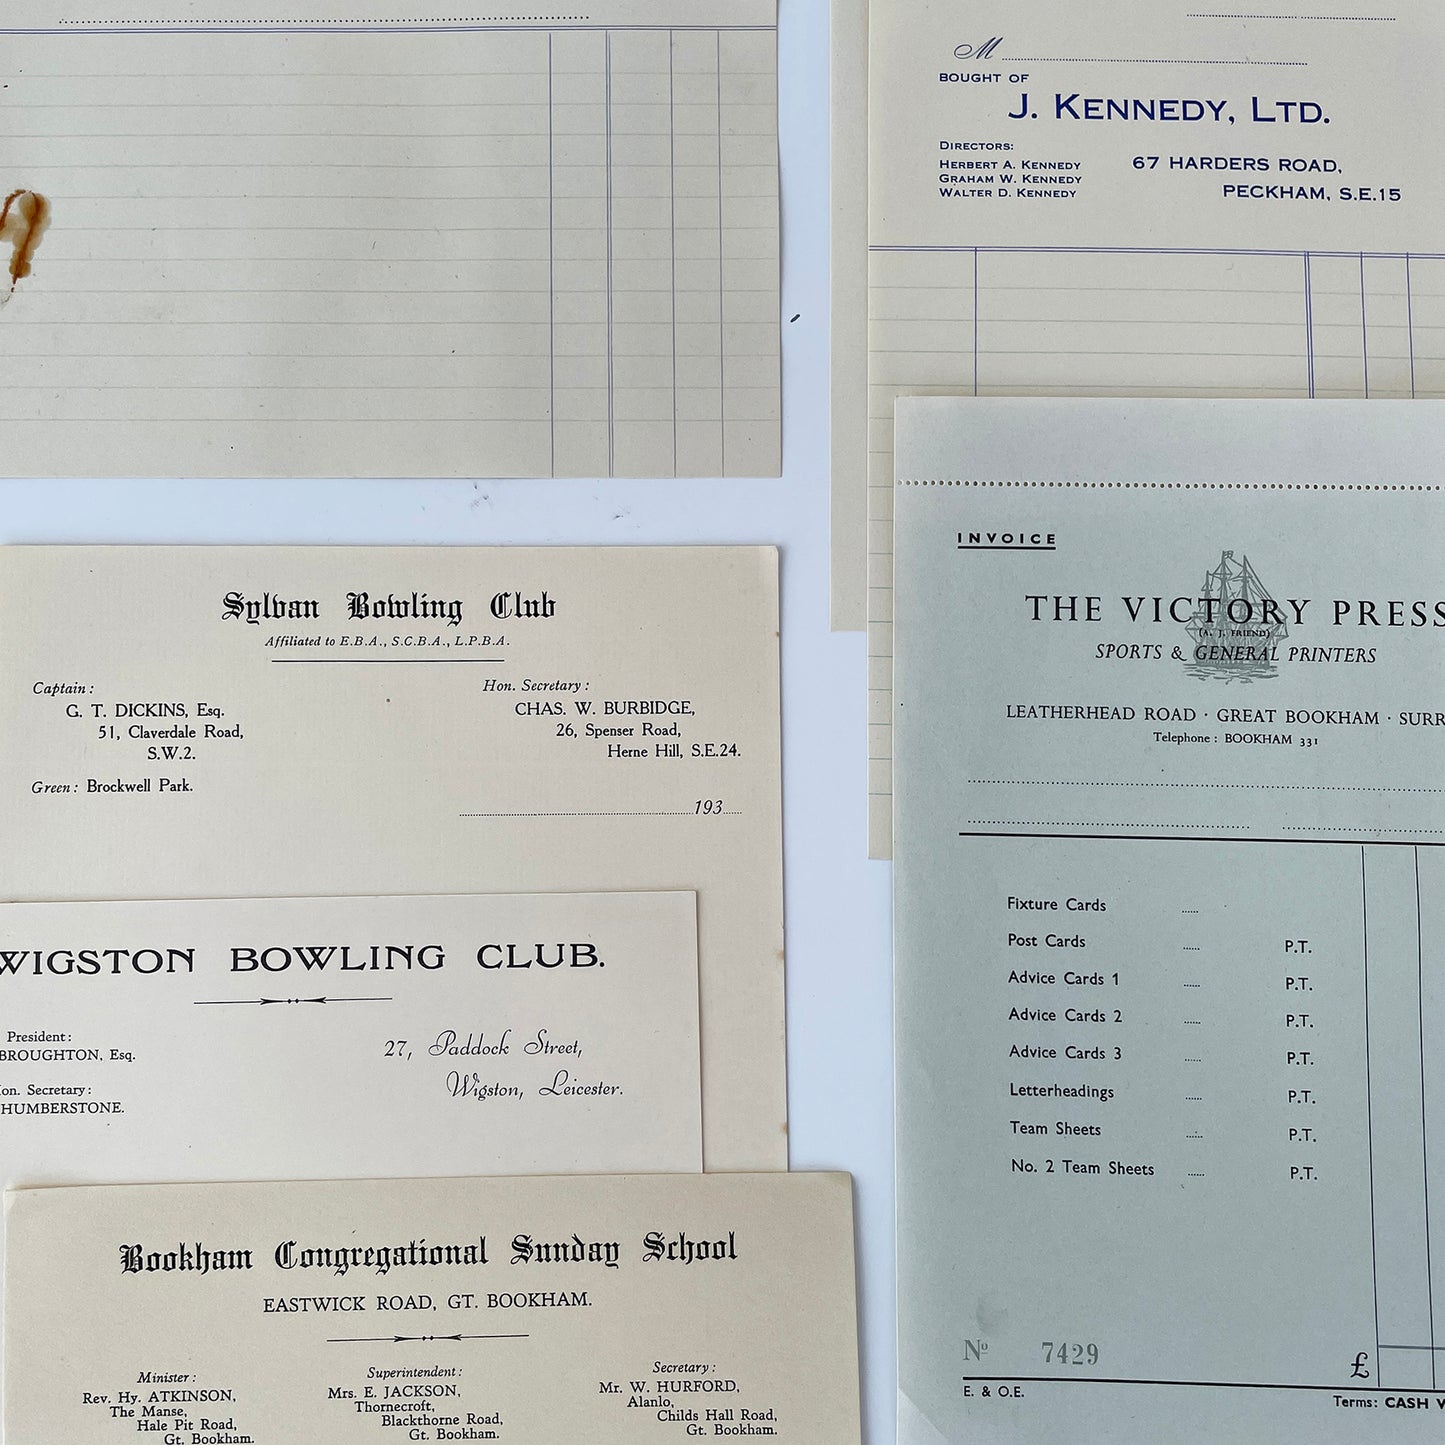 M
BOUGHT OF
J. KENNEDY, LTD.
DIRECTORS:
HERBERT A. KENNEDY
GRAHAM W. KENNEDY
WALTER D. KENNEDY
67 HARDERS ROAD,
PECKHAM, S.E.15
INVOICE
THE VICTORY PRESS
(A. J. FRIEND)
SPORTS & GENERAL PRINTERS
LEATHERHEAD ROAD · GREAT BOOKHAM · SURR
Telephone : BOOKHAM 331
Fixture Cards ......
Post Cards ...... P.T.
Advice Cards 1 ...... P.T.
Advice Cards 2 ...... P.T.
Advice Cards 3 ...... P.T.
Letterheadings ...... P.T.
Team Sheets ...... P.T.
No. 2 Team Sheets ...... P.T.
Nº 7429
£
E. & O.E.
Terms: CASH
Sylvan Bowling Club
Affiliated to E.B.A., S.C.B.A., L.P.B.A.
Captain :
G. T. DICKINS, Esq.
51, Claverdale Road,
S.W.2.
Green : Brockwell Park.
Hon. Secretary :
CHAS. W. BURBIDGE,
26, Spenser Road,
Herne Hill, S.E.24.
193
WIGSTON BOWLING CLUB.
President :
BROUGHTON, Esq.
on. Secretary :
HUMBERSTONE.
27, Paddock Street,
Wigston, Leicester.
Bookham Congregational Sunday School
EASTWICK ROAD, GT. BOOKHAM.
Minister :
Rev. Hy. ATKINSON,
The Manse,
Hale Pit Road,
Gt. Bookham.
Superintendent :
Mrs. E. JACKSON,
Thornecroft,
Blackthorne Road,
Gt. Bookham.
Secretary :
Mr. W. HURFORD,
Alanlo,
Childs Hall Road,
Gt. Bookham.